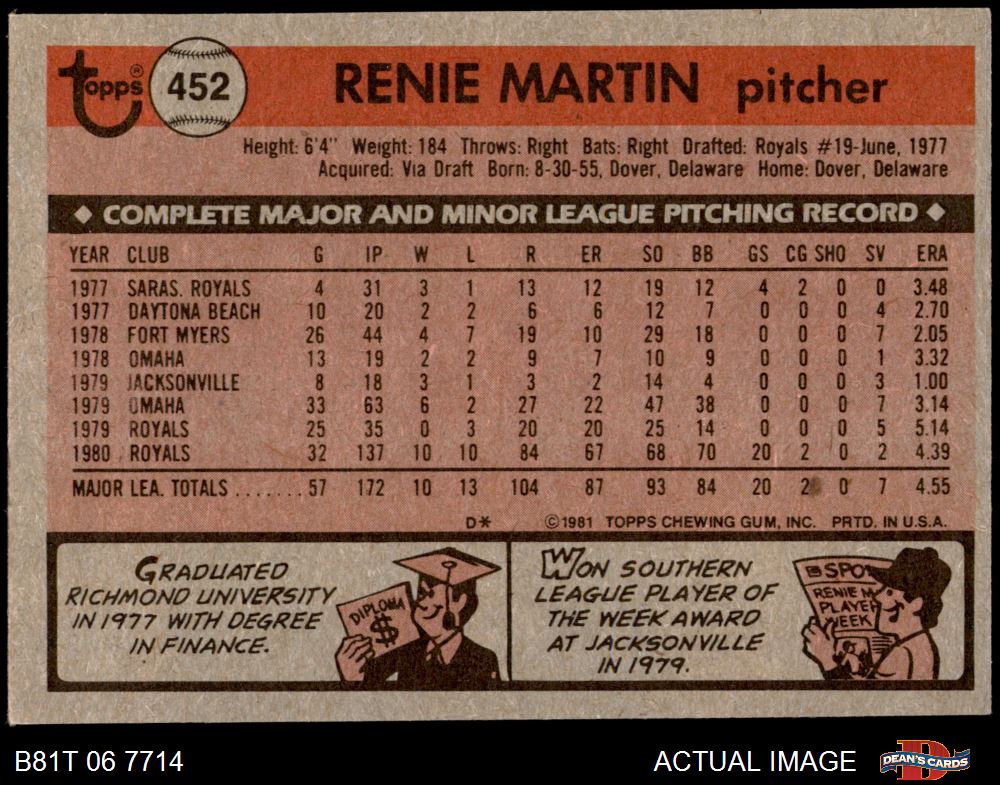 Topps®
452
RENIE MARTIN pitcher
Height: 6'4" Weight: 184 Throws: Right Bats: Right Drafted: Royals #19-June, 1977
Acquired: Via Draft Born: 8-30-55, Dover, Delaware Home: Dover, Delaware
◆ COMPLETE MAJOR AND MINOR LEAGUE PITCHING RECORD ◆
YEAR CLUB G IP W L R ER SO BB GS CG SHO SV ERA
1977 SARAS. ROYALS 4 31 3 1 13 12 19 12 4 2 0 0 3.48
1977 DAYTONA BEACH 10 20 2 2 6 6 12 7 0 0 0 4 2.70
1978 FORT MYERS 26 44 4 7 19 10 29 18 0 0 0 7 2.05
1978 OMAHA 13 19 2 2 9 7 10 9 0 0 0 1 3.32
1979 JACKSONVILLE 8 18 3 1 3 2 14 4 0 0 0 3 1.00
1979 OMAHA 33 63 6 2 27 22 47 38 0 0 0 7 3.14
1979 ROYALS 25 35 0 3 20 20 25 14 0 0 0 5 5.14
1980 ROYALS 32 137 10 10 84 67 68 70 20 2 0 2 4.39
MAJOR LEA. TOTALS .......57 172 10 13 104 87 93 84 20 2 0 7 4.55
D* ©1981 TOPPS CHEWING GUM, INC. PRTD. IN U.S.A.
GRADUATED
RICHMOND UNIVERSITY
IN 1977 WITH DEGREE
IN FINANCE.
DIPLOMA
$
WON SOUTHERN
LEAGUE PLAYER OF
THE WEEK AWARD
AT JACKSONVILLE
IN 1979.
SPO
RENIE M
PLAYE
WEEK
B81T 06 7714
ACTUAL IMAGE
D
DEAN'S CARDS